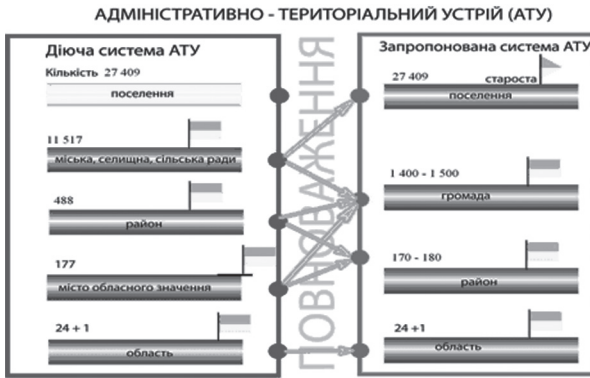 АДМІНІСТРАТИВНО - ТЕРИТОРІАЛЬНИЙ УСТРІЙ (АТУ)
Діюча система АТУ
Кількість 27 409
поселення
11 517
міська, селищна, сільська ради
488
район
177
місто обласного значення
24 + 1
область
ПОВНОВАЖЕННЯ
Запропонована система АТУ
27 409
староста
поселення
1 400 - 1 500
громада
170 - 180
район
24 +1
область